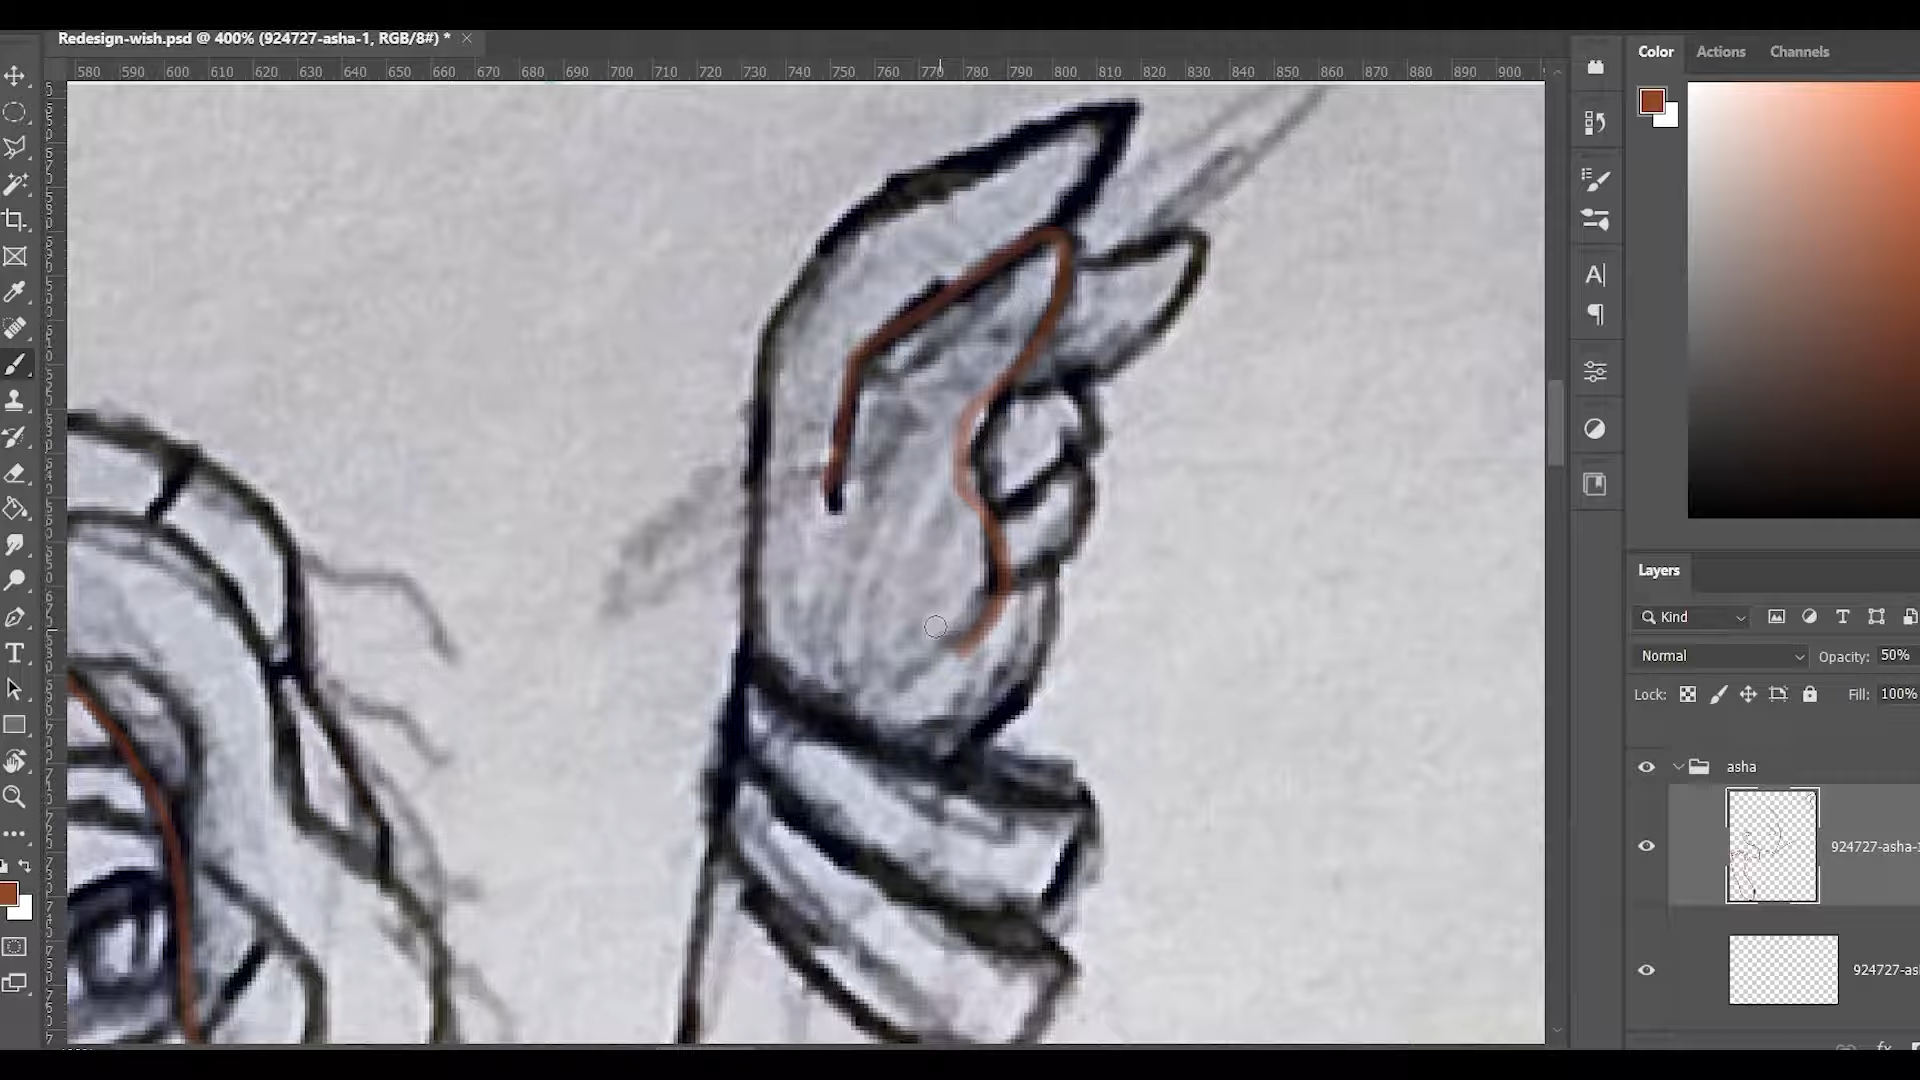 Redesign-wish.psd @ 400% (924727-asha-1, RGB/8#) *
580 590 600 610 620 630 640 650 660 670 680 690 700 710 720 730 740 750 760 770 780 790 800 810 820 830 840 850 860 870 880 890 900 910
Color Actions Channels
Layers
Kind
Normal Opacity: 50%
Lock: Fill: 100%
asha
924727-asha-1
924727-as
fx